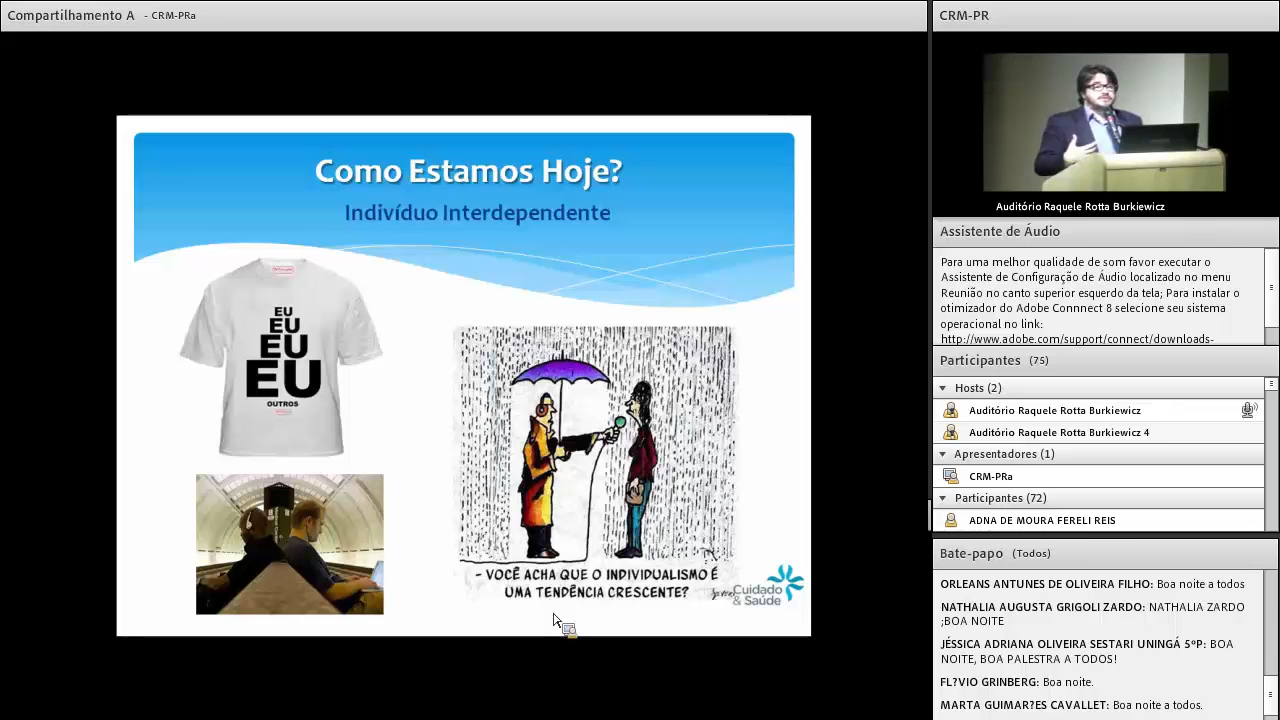 Compartilhamento A - CRM-PRa
Como Estamos Hoje?
Indivíduo Interdependente
EU
EU
EU
EU
OUTROS
- VOCÊ ACHA QUE O INDIVIDUALISMO É
UMA TENDÊNCIA CRESCENTE?
Cuidado
& Saúde
CRM-PR
Auditório Raquele Rotta Burkiewicz
Assistente de Áudio
Para uma melhor qualidade de som favor executar o
Assistente de Configuração de Áudio localizado no menu
Reunião no canto superior esquerdo da tela; Para instalar o
otimizador do Adobe Connnect 8 selecione seu sistema
operacional no link:
http://www.adobe.com/support/connect/downloads-
Participantes (75)
Hosts (2)
Auditório Raquele Rotta Burkiewicz
Auditório Raquele Rotta Burkiewicz 4
Apresentadores (1)
CRM-PRa
Participantes (72)
ADNA DE MOURA FERELI REIS
Bate-papo (Todos)
ORLEANS ANTUNES DE OLIVEIRA FILHO: Boa noite a todos
NATHALIA AUGUSTA GRIGOLI ZARDO: NATHALIA ZARDO
;BOA NOITE
JÉSSICA ADRIANA OLIVEIRA SESTARI UNINGÁ 5ºP: BOA
NOITE, BOA PALESTRA A TODOS!
FL?VIO GRINBERG: Boa noite.
MARTA GUIMAR?ES CAVALLET: Boa noite a todos.